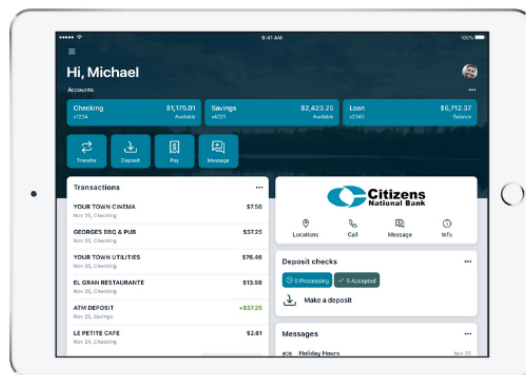 9:41 AM
100%
Hi, Michael
Accounts
Checking
x1234
$1,175.01
Available
Savings
x4321
$2,423.25
Available
Loan
x2345
$6,712.37
Balance
Transfer
Deposit
Pay
Message
Transactions
YOUR TOWN CINEMA
$7.50
Nov 25, Checking
GEORGES BBQ & PUB
$37.25
Nov 25, Checking
YOUR TOWN UTILITIES
$76.46
Nov 25, Checking
EL GRAN RESTAURANTE
$13.98
Nov 25, Checking
ATM DEPOSIT
+$37.25
Nov 25, Savings
LE PETITE CAFE
$2.61
Nov 24, Checking
Citizens
National Bank
Locations
Call
Message
Info
Deposit checks
0 Processing
9 Accepted
Make a deposit
Messages
Holiday Hours
Nov 25